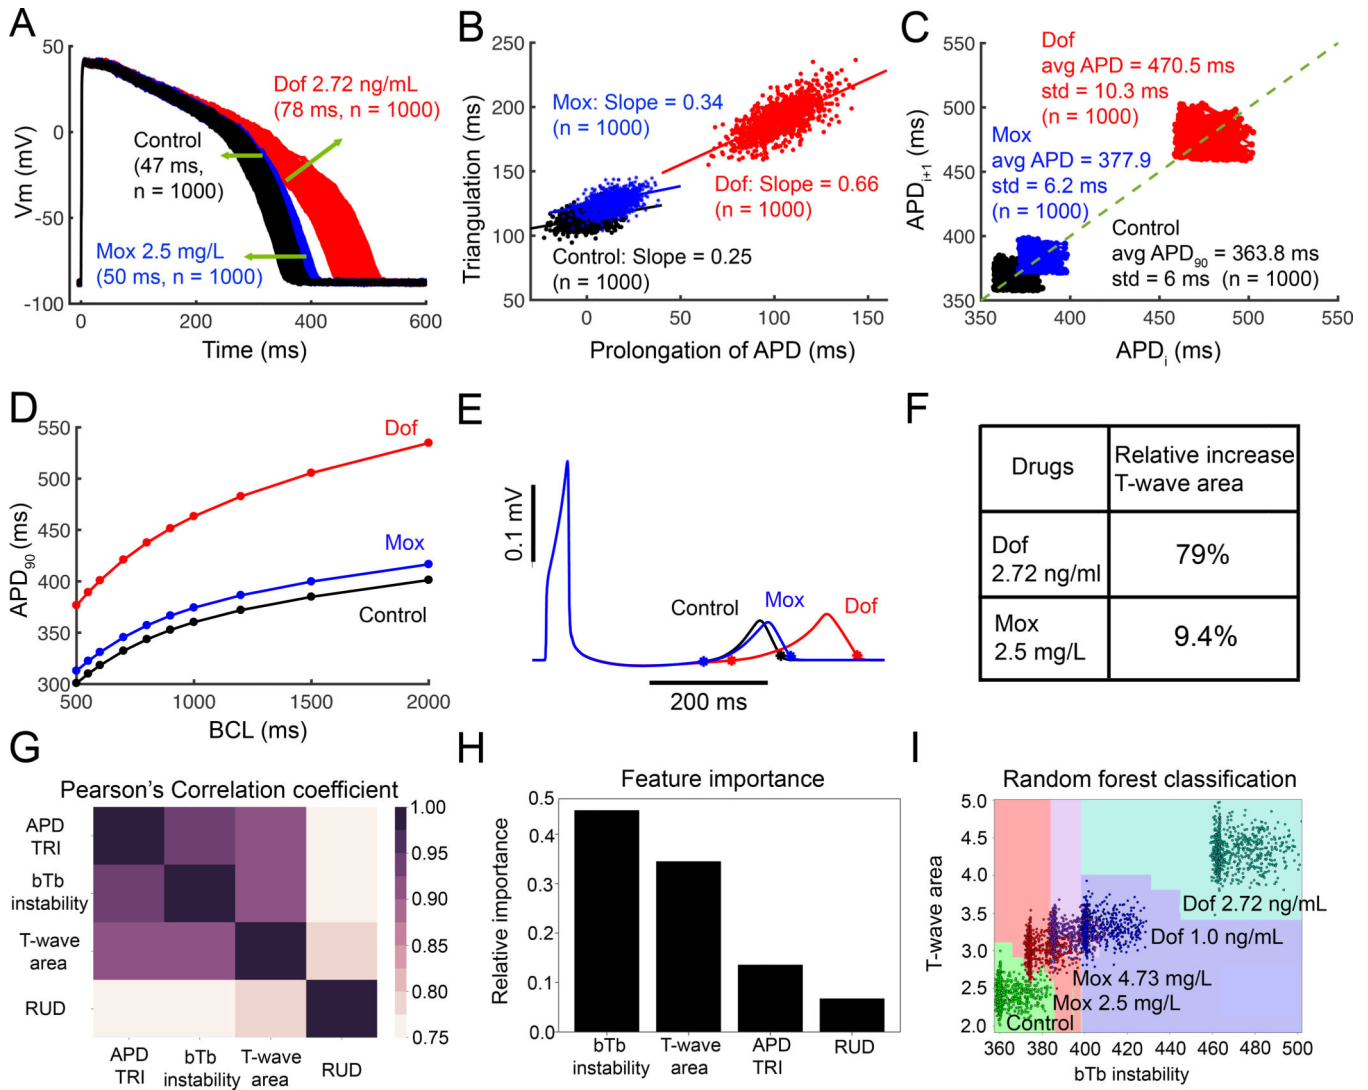 A
50
0
-50
-100
Vm (mV)
0
200
400
600
Time (ms)
Dof 2.72 ng/mL
(78 ms, n = 1000)
Control
(47 ms,
n = 1000)
Mox 2.5 mg/L
(50 ms, n = 1000)
B
250
200
150
100
50
Triangulation (ms)
0
50
100
150
Prolongation of APD (ms)
Mox: Slope = 0.34
(n = 1000)
Dof: Slope = 0.66
(n = 1000)
Control: Slope = 0.25
(n = 1000)
C
550
500
450
400
350
APDi+1 (ms)
350
400
450
500
550
APDi (ms)
Dof
avg APD = 470.5 ms
std = 10.3 ms
(n = 1000)
Mox
avg APD = 377.9
std = 6.2 ms
(n = 1000)
Control
avg APD90 = 363.8 ms
std = 6 ms (n = 1000)
D
550
500
450
400
350
300
APD90 (ms)
500
1000
1500
2000
BCL (ms)
Dof
Mox
Control
E
0.1 mV
Control
Mox
Dof
200 ms
F
Drugs
Relative increase
T-wave area
Dof
2.72 ng/ml
79%
Mox
2.5 mg/L
9.4%
G
Pearson's Correlation coefficient
APD
TRI
bTb
instability
T-wave
area
RUD
APD
TRI
bTb
instability
T-wave
area
RUD
1.00
0.95
0.90
0.85
0.80
0.75
H
Feature importance
0.5
0.4
0.3
0.2
0.1
0.0
Relative importance
bTb
instability
T-wave
area
APD
TRI
RUD
I
Random forest classification
5.0
4.5
4.0
3.5
3.0
2.5
2.0
T-wave area
360
380
400
420
440
460
480
500
bTb instability
Dof 2.72 ng/mL
Dof 1.0 ng/mL
Mox 4.73 mg/L
Mox 2.5 mg/L
Control